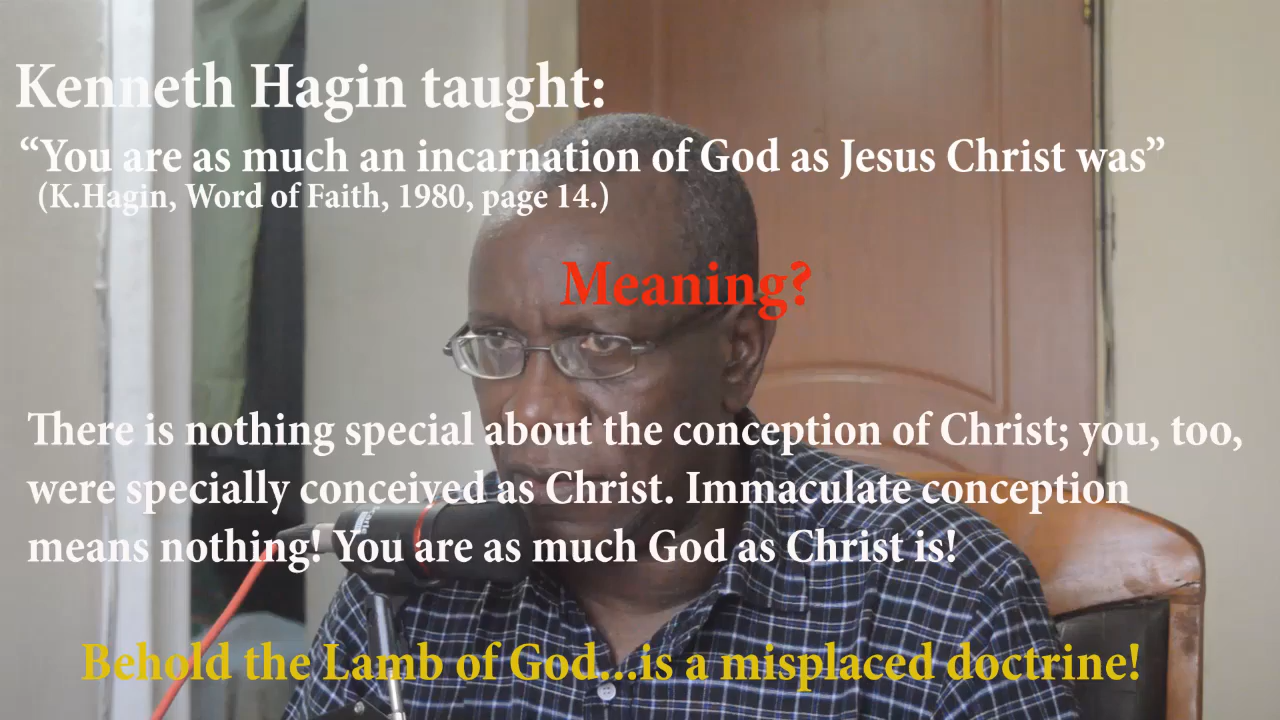 Kenneth Hagin taught:
“You are as much an incarnation of God as Jesus Christ was”
(K.Hagin, Word of Faith, 1980, page 14.)
Meaning?
There is nothing special about the conception of Christ; you, too,
were specially conceived as Christ. Immaculate conception
means nothing! You are as much God as Christ is!
Behold the Lamb of God...is a misplaced doctrine!